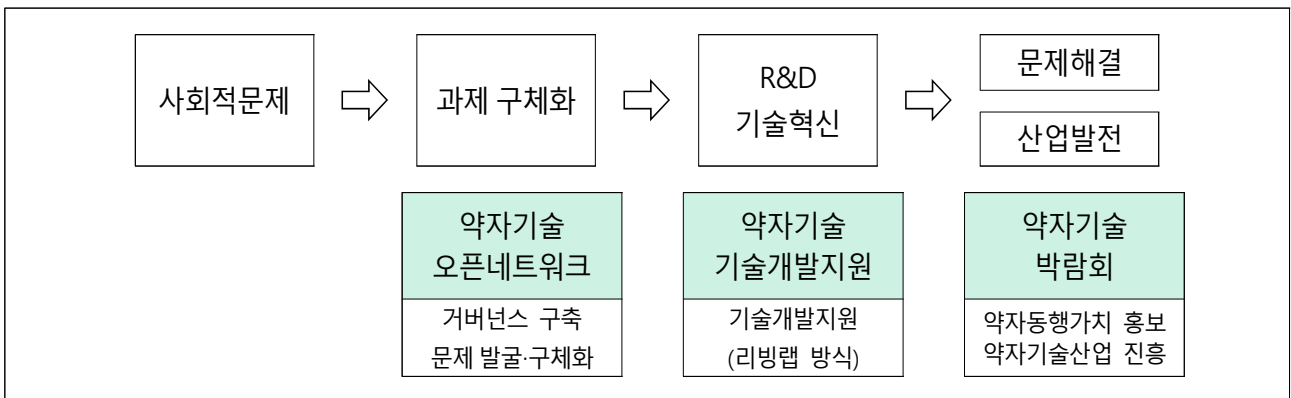 사회적문제
과제 구체화
R&D
기술혁신
문제해결
산업발전
약자기술
오픈네트워크
거버넌스 구축
문제 발굴·구체화
약자기술
기술개발지원
기술개발지원
(리빙랩 방식)
약자기술
박람회
약자동행가치 홍보
약자기술산업 진흥